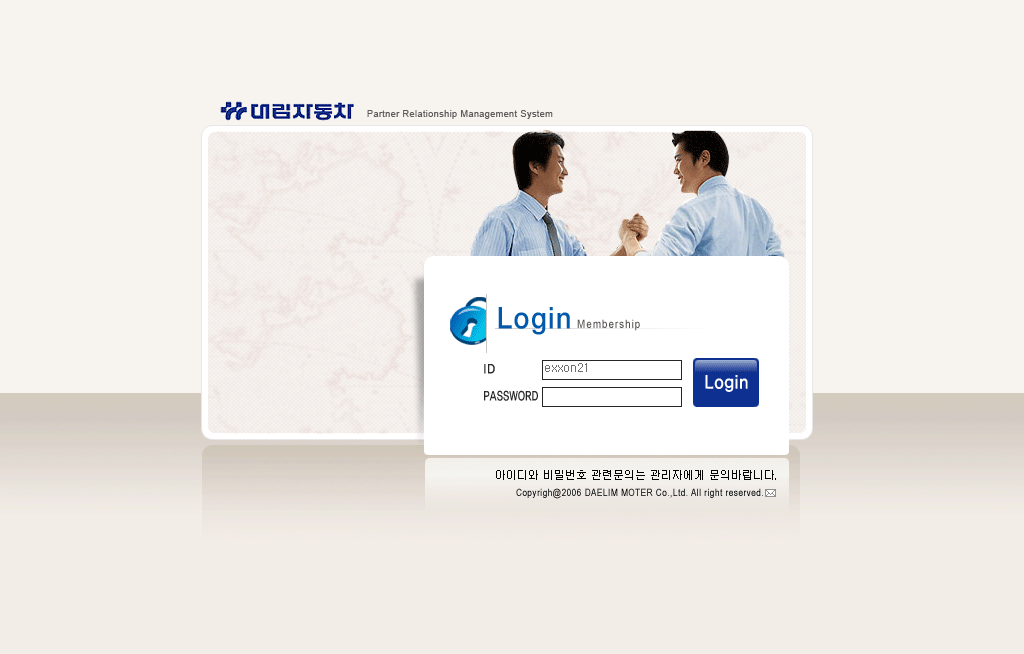 대림자동차 Partner Relationship Management System
Login Membership
ID exxon21
Login
PASSWORD
아이디와 비밀번호 관련문의는 관리자에게 문의바랍니다.
Copyrigh@2006 DAELIM MOTER Co.,Ltd. All right reserved.